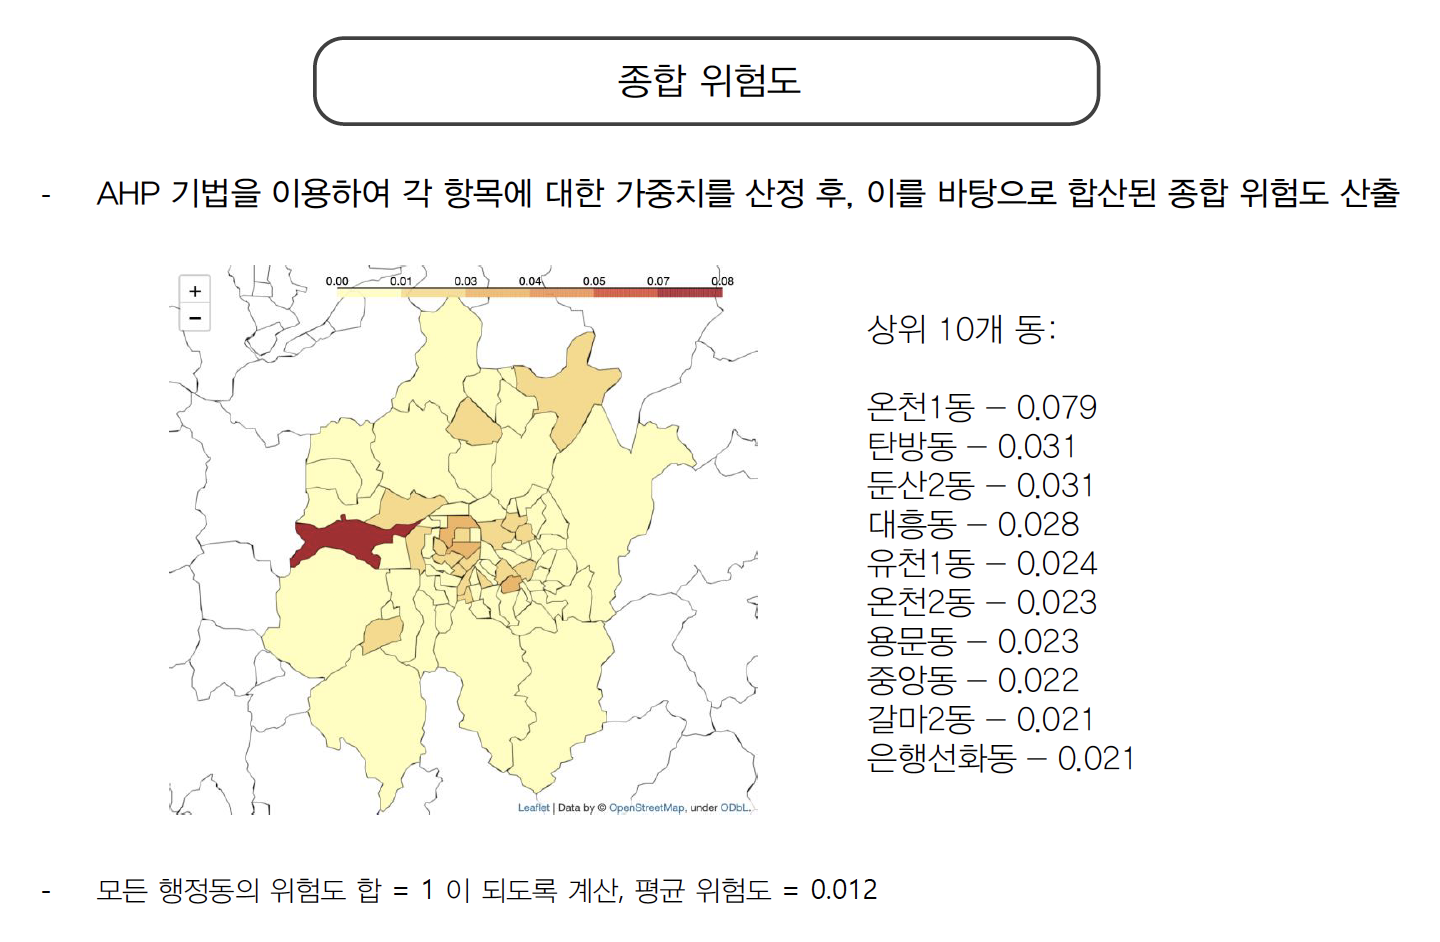 종합 위험도
- AHP 기법을 이용하여 각 항목에 대한 가중치를 산정 후, 이를 바탕으로 합산된 종합 위험도 산출
+
−
0.00 0.01 0.03 0.04 0.05 0.07 0.08
Leaflet | Data by © OpenStreetMap, under ODbL.
상위 10개 동:
온천1동 – 0.079
탄방동 – 0.031
둔산2동 – 0.031
대흥동 – 0.028
유천1동 – 0.024
온천2동 – 0.023
용문동 – 0.023
중앙동 – 0.022
갈마2동 – 0.021
은행선화동 – 0.021
- 모든 행정동의 위험도 합 = 1 이 되도록 계산, 평균 위험도 = 0.012